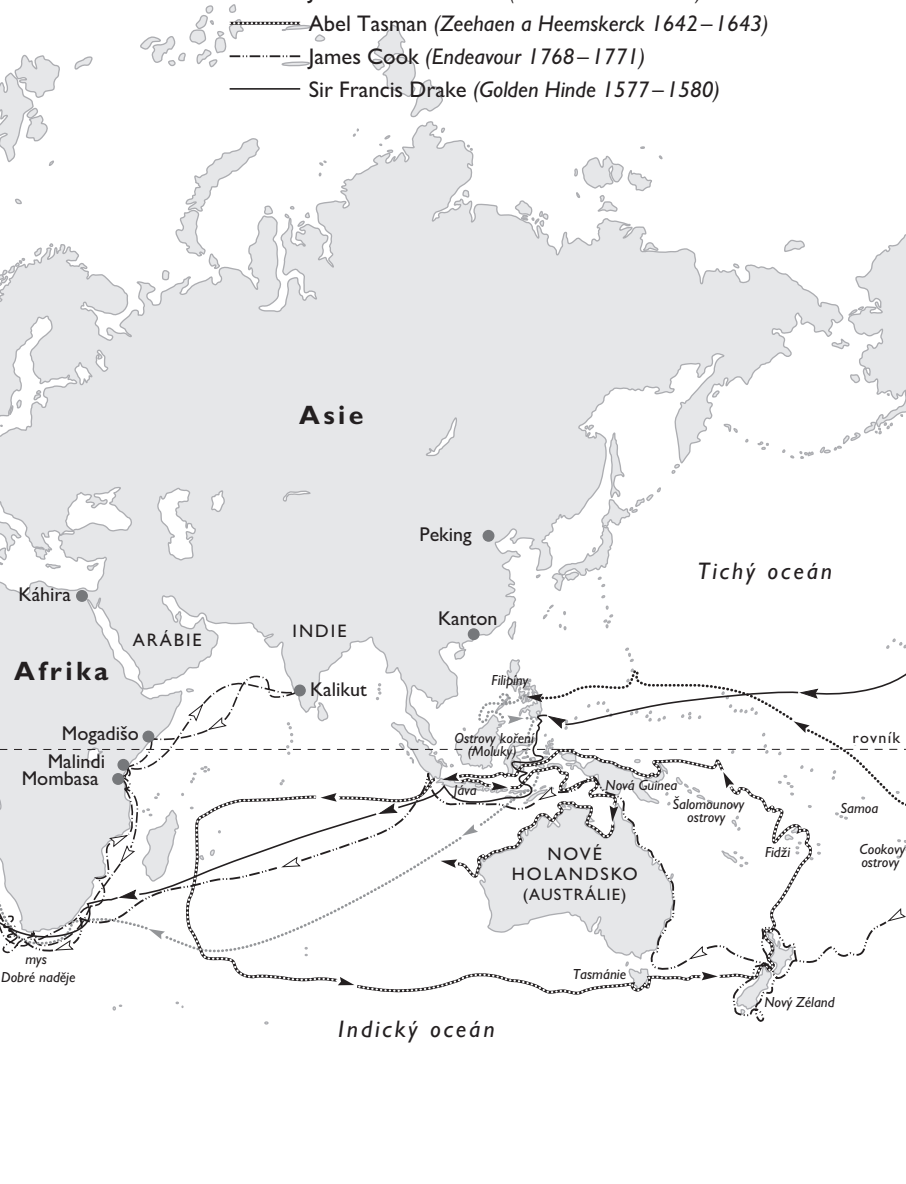 Abel Tasman (Zeehaen a Heemskerck 1642–1643)
James Cook (Endeavour 1768–1771)
Sir Francis Drake (Golden Hinde 1577–1580)
Asie
Peking
Tichý oceán
Káhira
Kanton
ARÁBIE
INDIE
Afrika
Filipíny
Kalikut
Mogadišo
Ostrovy koření
(Moluky)
rovník
Malindi
Mombasa
Jáva
Nová Guinea
Šalomounovy
ostrovy
Samoa
NOVÉ
HOLANDSKO
(AUSTRÁLIE)
Fidži
Cookovy
ostrovy
mys
Dobré naděje
Tasmánie
Nový Zéland
Indický oceán